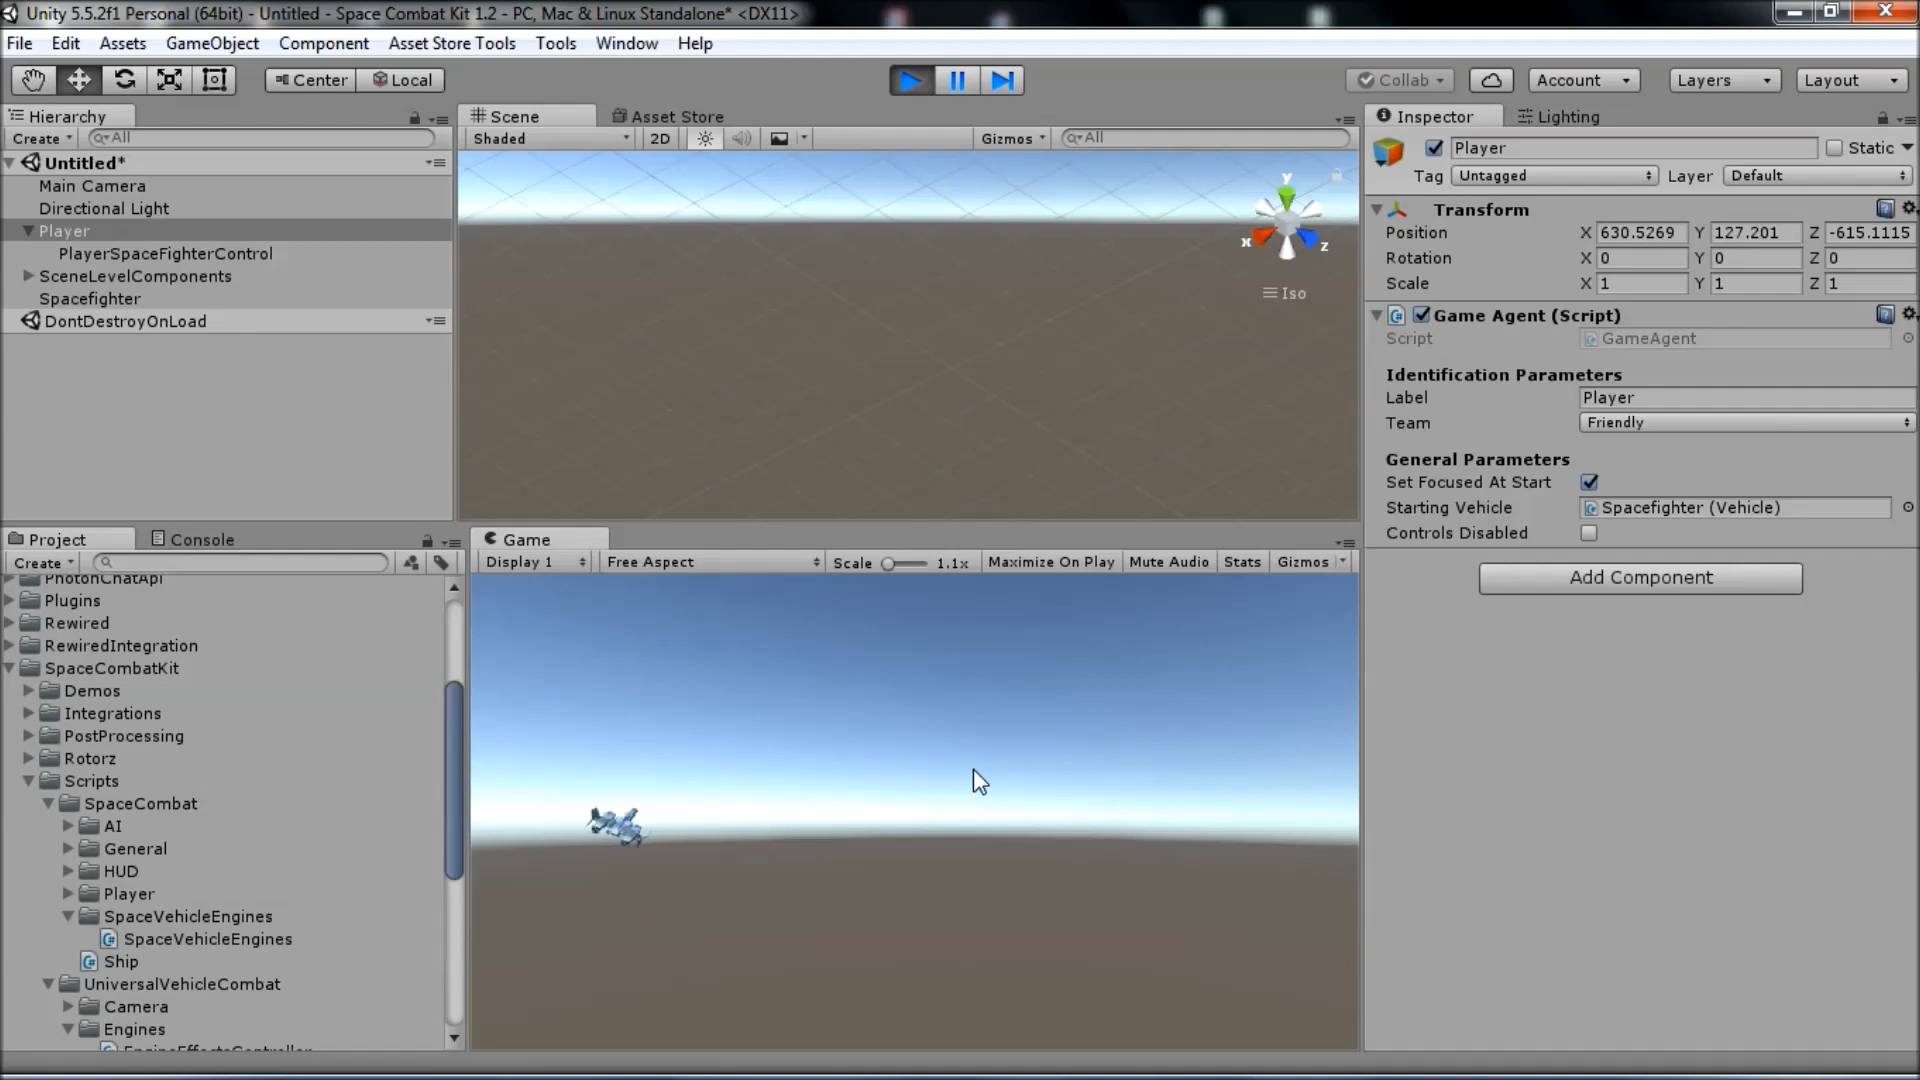 Unity 5.5.2f1 Personal (64bit) - Untitled - Space Combat Kit 1.2 - PC, Mac & Linux Standalone* <DX11>
File Edit Assets GameObject Component Asset Store Tools Tools Window Help
Center Local Collab Account Layers Layout
Hierarchy
Create All
Untitled*
Main Camera
Directional Light
Player
PlayerSpaceFighterControl
SceneLevelComponents
Spacefighter
DontDestroyOnLoad
Scene Asset Store
Shaded 2D Gizmos All
y
x z
Iso
Inspector Lighting
Player Static
Tag Untagged Layer Default
Transform
Position X 630.5269 Y 127.201 Z -615.1115
Rotation X 0 Y 0 Z 0
Scale X 1 Y 1 Z 1
Game Agent (Script)
Script GameAgent
Identification Parameters
Label Player
Team Friendly
General Parameters
Set Focused At Start
Starting Vehicle Spacefighter (Vehicle)
Controls Disabled
Add Component
Project Console
Create
PhotonChatApi
Plugins
Rewired
RewiredIntegration
SpaceCombatKit
Demos
Integrations
PostProcessing
Rotorz
Scripts
SpaceCombat
AI
General
HUD
Player
SpaceVehicleEngines
SpaceVehicleEngines
Ship
UniversalVehicleCombat
Camera
Engines
Game
Display 1 Free Aspect Scale 1.1x Maximize On Play Mute Audio Stats Gizmos